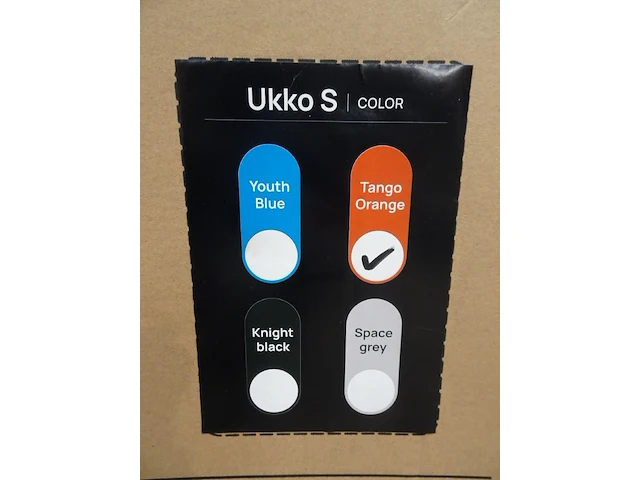 Ukko S | COLOR
Youth
Blue
Tango
Orange
Knight
black
Space
grey